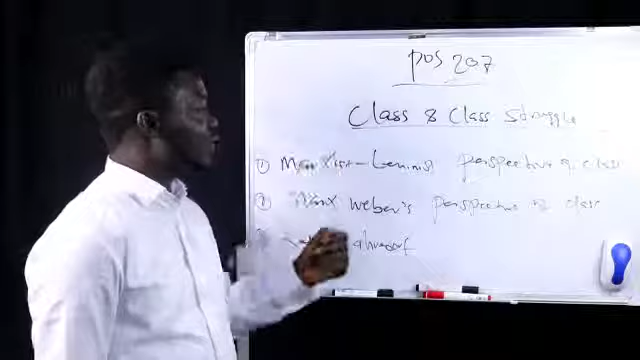 POS 207
Class & Class Struggle
① Marxist-Leninist perspective of class
② Max Weber's perspective of class